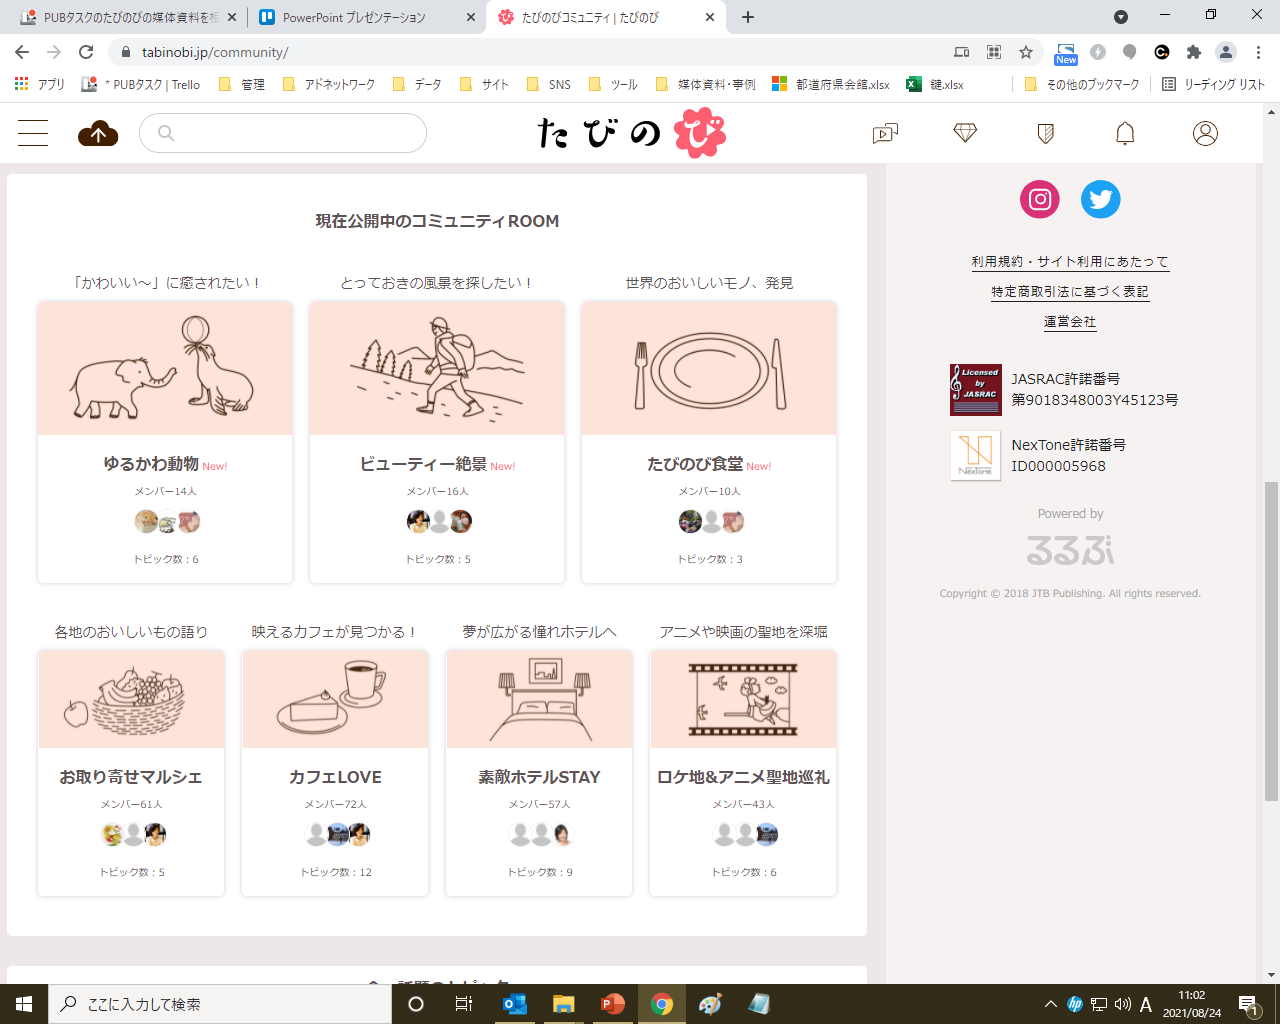 PUBタスクのたびのびの媒体資料を相
PowerPoint プレゼンテーション
たびのびコミュニティ | たびのび
tabinobi.jp/community/
New
アプリ
* PUBタスク | Trello
管理
アドネットワーク
データ
サイト
SNS
ツール
媒体資料・事例
都道府県会館.xlsx
鍵.xlsx
その他のブックマーク
リーディング リスト
たびのび
現在公開中のコミュニティROOM
「かわいい～」に癒されたい！
とっておきの風景を探したい！
世界のおいしいモノ、発見
ゆるかわ動物 New!
メンバー14人
トピック数：6
ビューティー絶景 New!
メンバー16人
トピック数：5
たびのび食堂 New!
メンバー10人
トピック数：3
各地のおいしいもの語り
映えるカフェが見つかる！
夢が広がる憧れホテルへ
アニメや映画の聖地を深堀
お取り寄せマルシェ
メンバー61人
トピック数：5
カフェLOVE
メンバー72人
トピック数：12
素敵ホテルSTAY
メンバー57人
トピック数：9
ロケ地&アニメ聖地巡礼
メンバー43人
トピック数：6
利用規約・サイト利用にあたって
特定商取引法に基づく表記
運営会社
Licensed
by
JASRAC
JASRAC許諾番号
第9018348003Y45123号
NexTone
NexTone許諾番号
ID000005968
Powered by
るるぶ
Copyright © 2018 JTB Publishing. All rights reserved.
ここに入力して検索
A
11:02
2021/08/24
1